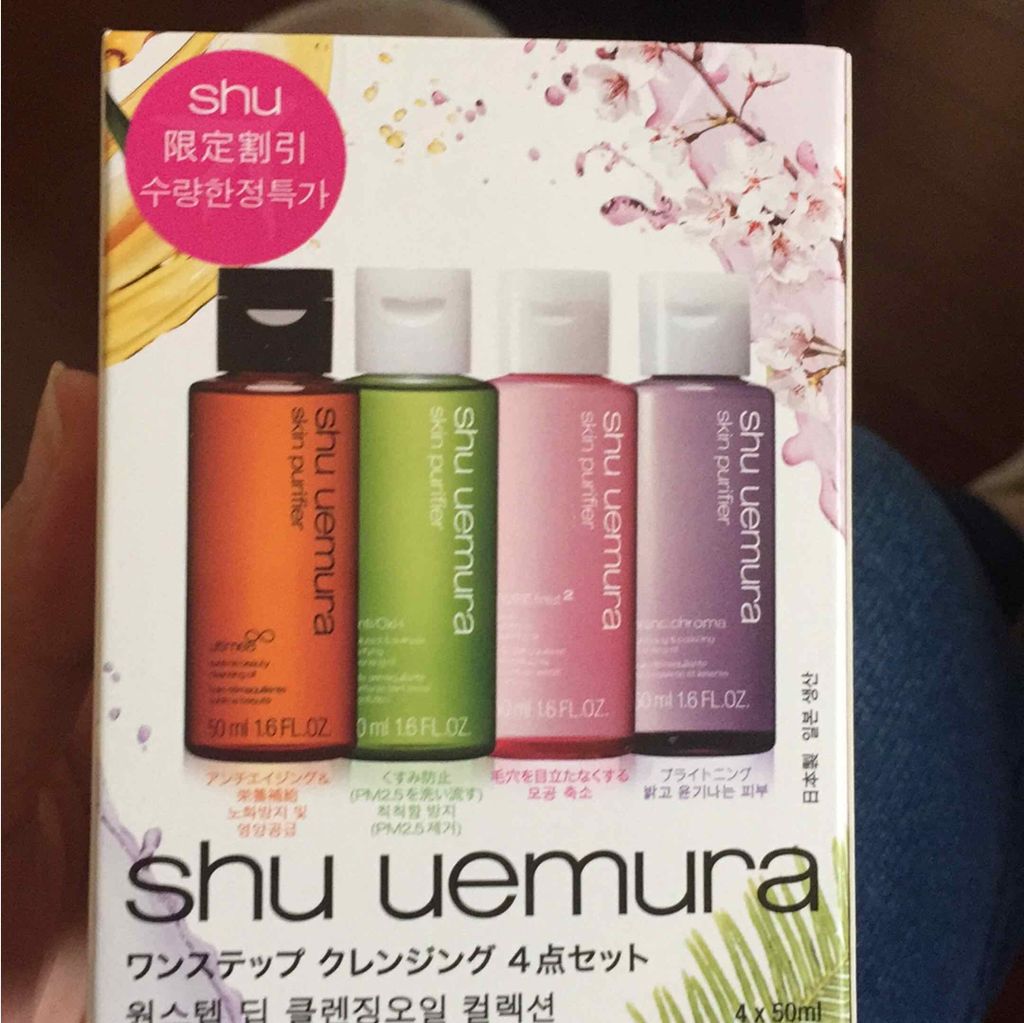 shu
限定割引
수량한정특가
shu uemura
skin purifier
50 ml 1.6 FL.OZ.
shu uemura
skin purifier
0 ml 1.6 FL.OZ.
shu uemura
skin purifier
0 ml 1.6 FL.OZ.
shu uemura
skin purifier
50 ml 1.6 FL.OZ.
アンチエイジング&
栄養補給
노화방지 및
영양공급
くすみ防止
(PM2.5を洗い流す)
칙칙함 방지
(PM2.5 제거)
毛穴を目立たなくする
모공 축소
ブライトニング
밝고 윤기나는 피부
日本製 일본 생산
shu uemura
ワンステップ クレンジング 4点セット
원스텝 딥 클렌징오일 컬렉션
4 x 50ml